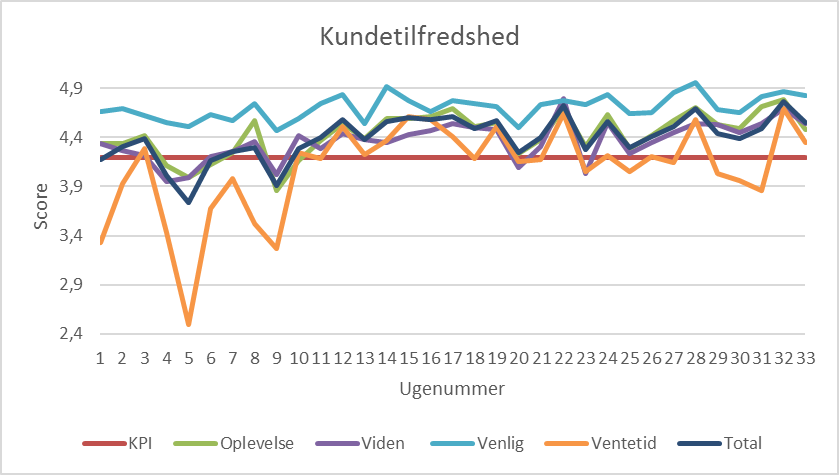 Kundetilfredshed
4,9
4,4
3,9
3,4
2,9
2,4
Score
1 2 3 4 5 6 7 8 9 10 11 12 13 14 15 16 17 18 19 20 21 22 23 24 25 26 27 28 29 30 31 32 33
Ugenummer
KPI Oplevelse Viden Venlig Ventetid Total